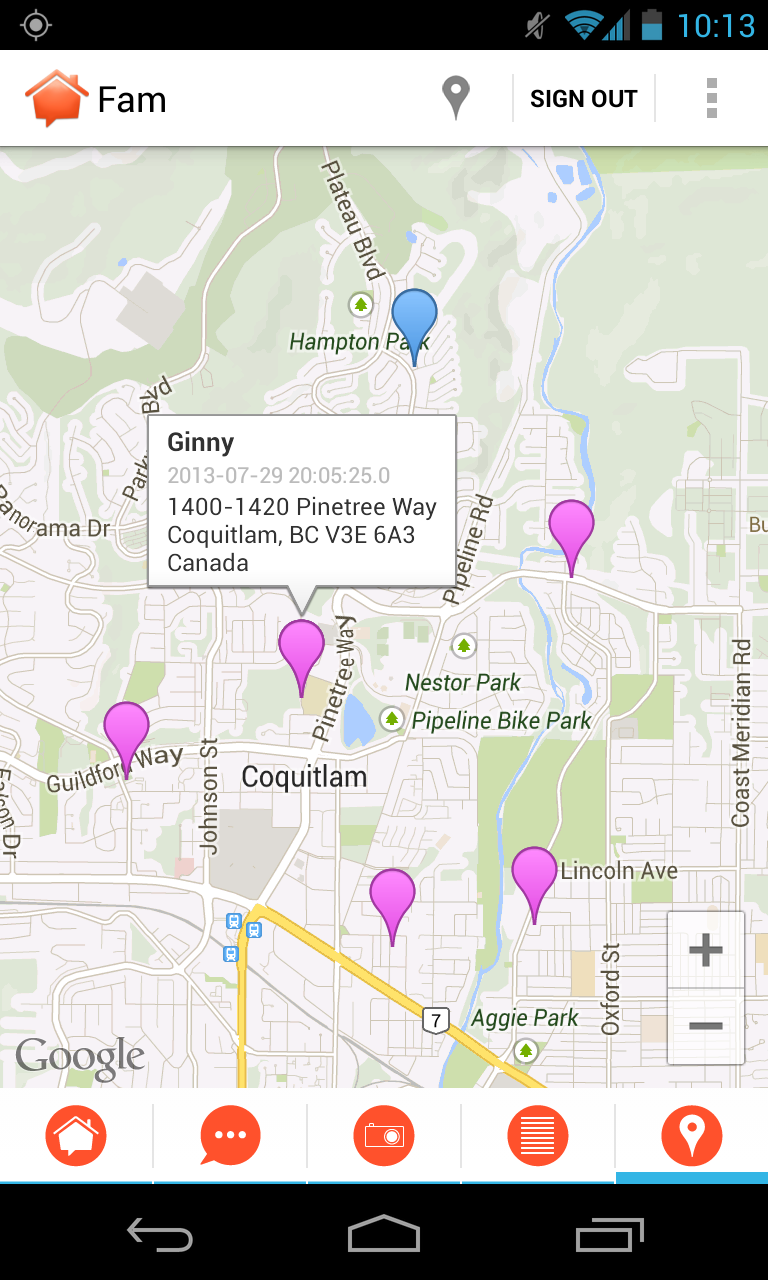 10:13
Fam
SIGN OUT
Plateau Blvd
Hampton Park
Blvd
Ginny
2013-07-29 20:05:25.0
1400-1420 Pinetree Way
Coquitlam, BC V3E 6A3
Canada
Panorama Dr
Pipeline Rd
Pinetree Way
Nestor Park
Pipeline Bike Park
Guildford Way
Johnson St
Coquitlam
Coast Meridian Rd
Lincoln Ave
Oxford St
7
Aggie Park
Google